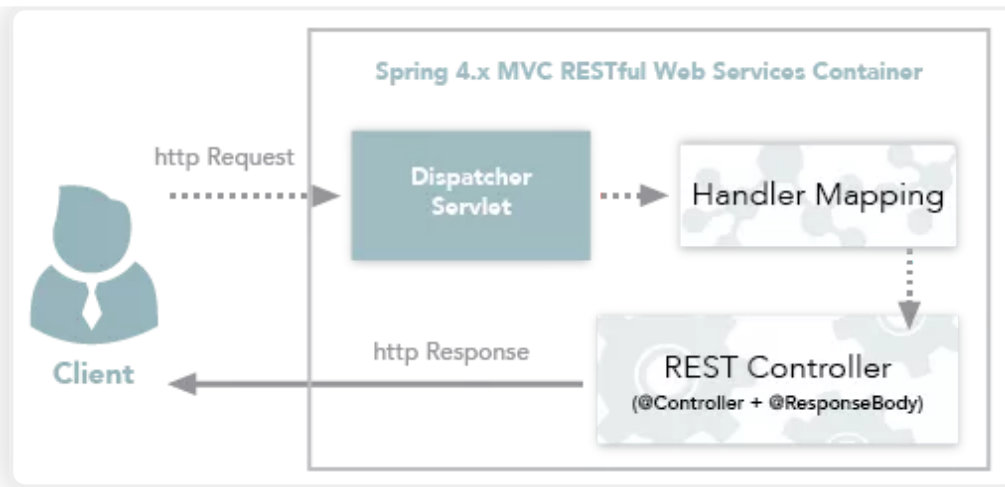 Spring 4.x MVC RESTful Web Services Container
http Request
Dispatcher
Servlet
Handler Mapping
http Response
Client
REST Controller
(@Controller + @ResponseBody)